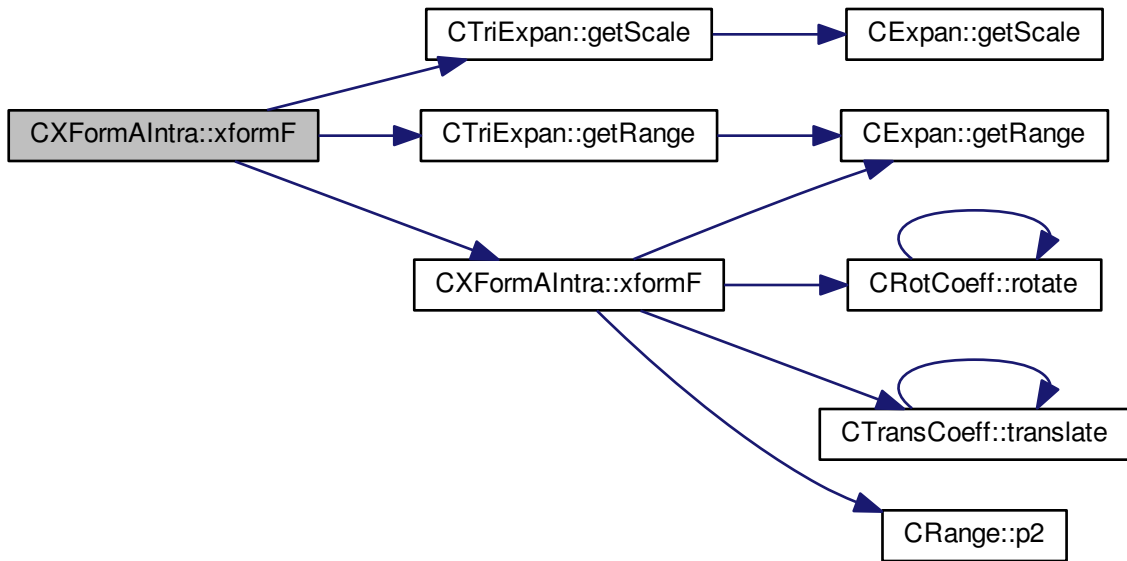 CTriExpan::getScale
CExpan::getScale
CXFormAIntra::xformF
CTriExpan::getRange
CExpan::getRange
CXFormAIntra::xformF
CRotCoeff::rotate
CTransCoeff::translate
CRange::p2